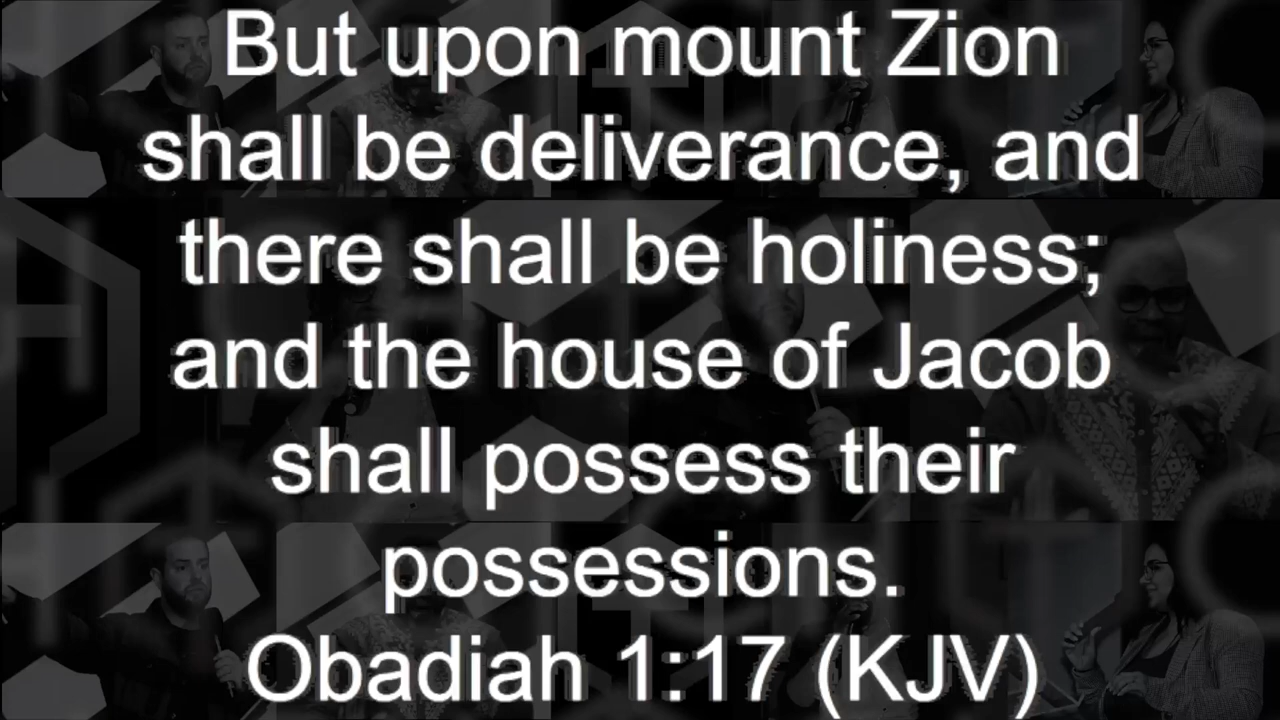 But upon mount Zion
shall be deliverance, and
there shall be holiness;
and the house of Jacob
shall possess their
possessions.
Obadiah 1:17 (KJV)